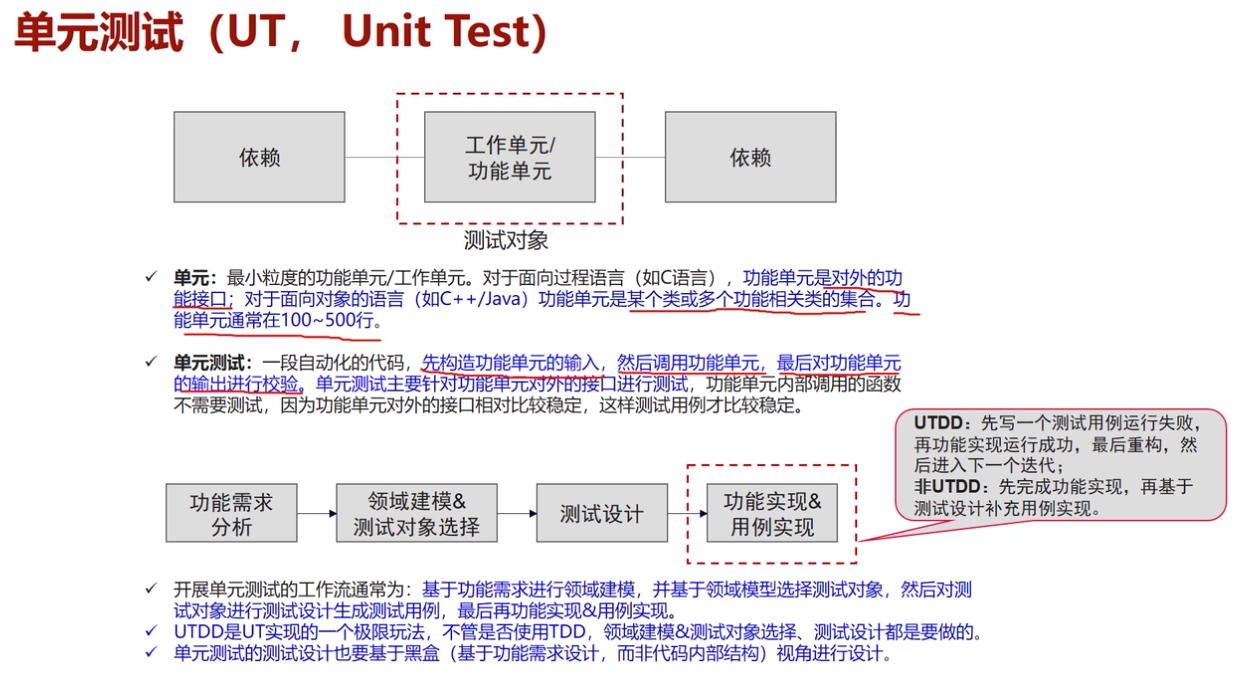 单元测试（UT， Unit Test）
依赖
工作单元/
功能单元
依赖
测试对象
✓ 单元：最小粒度的功能单元/工作单元。对于面向过程语言（如C语言），功能单元是对外的功
能接口；对于面向对象的语言（如C++/Java）功能单元是某个类或多个功能相关类的集合。功
能单元通常在100~500行。
✓ 单元测试：一段自动化的代码，先构造功能单元的输入，然后调用功能单元，最后对功能单元
的输出进行校验。单元测试主要针对功能单元对外的接口进行测试，功能单元内部调用的函数
不需要测试，因为功能单元对外的接口相对比较稳定，这样测试用例才比较稳定。
UTDD：先写一个测试用例运行失败，
再功能实现运行成功，最后重构，然
后进入下一个迭代；
非UTDD：先完成功能实现，再基于
测试设计补充用例实现。
功能需求
分析
领域建模&
测试对象选择
测试设计
功能实现&
用例实现
✓ 开展单元测试的工作流通常为：基于功能需求进行领域建模，并基于领域模型选择测试对象，然后对测
试对象进行测试设计生成测试用例，最后再功能实现&用例实现。
✓ UTDD是UT实现的一个极限玩法，不管是否使用TDD，领域建模&测试对象选择、测试设计都是要做的。
✓ 单元测试的测试设计也要基于黑盒（基于功能需求设计，而非代码内部结构）视角进行设计。